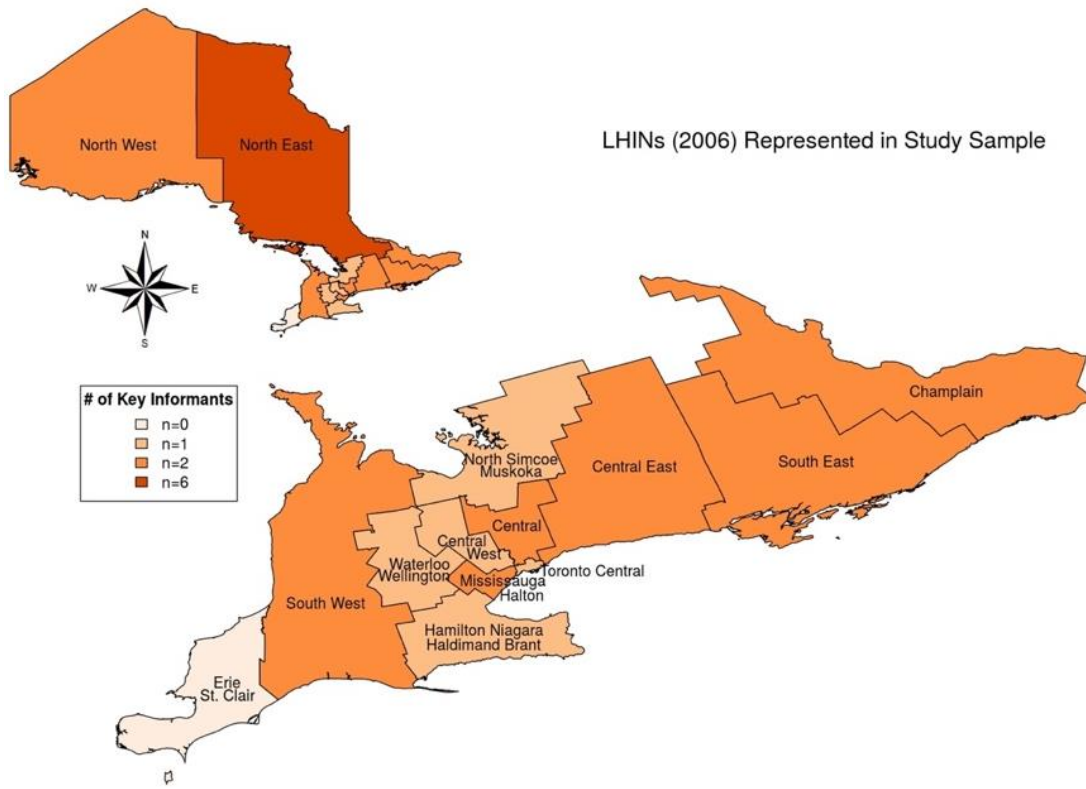 North West
North East
LHINs (2006) Represented in Study Sample
N
W
E
S
# of Key Informants
n=0
n=1
n=2
n=6
Champlain
North Simcoe
Muskoka
Central East
South East
Central
Central
West
Waterloo
Wellington
Toronto Central
Mississauga
Halton
South West
Hamilton Niagara
Haldimand Brant
Erie
St. Clair